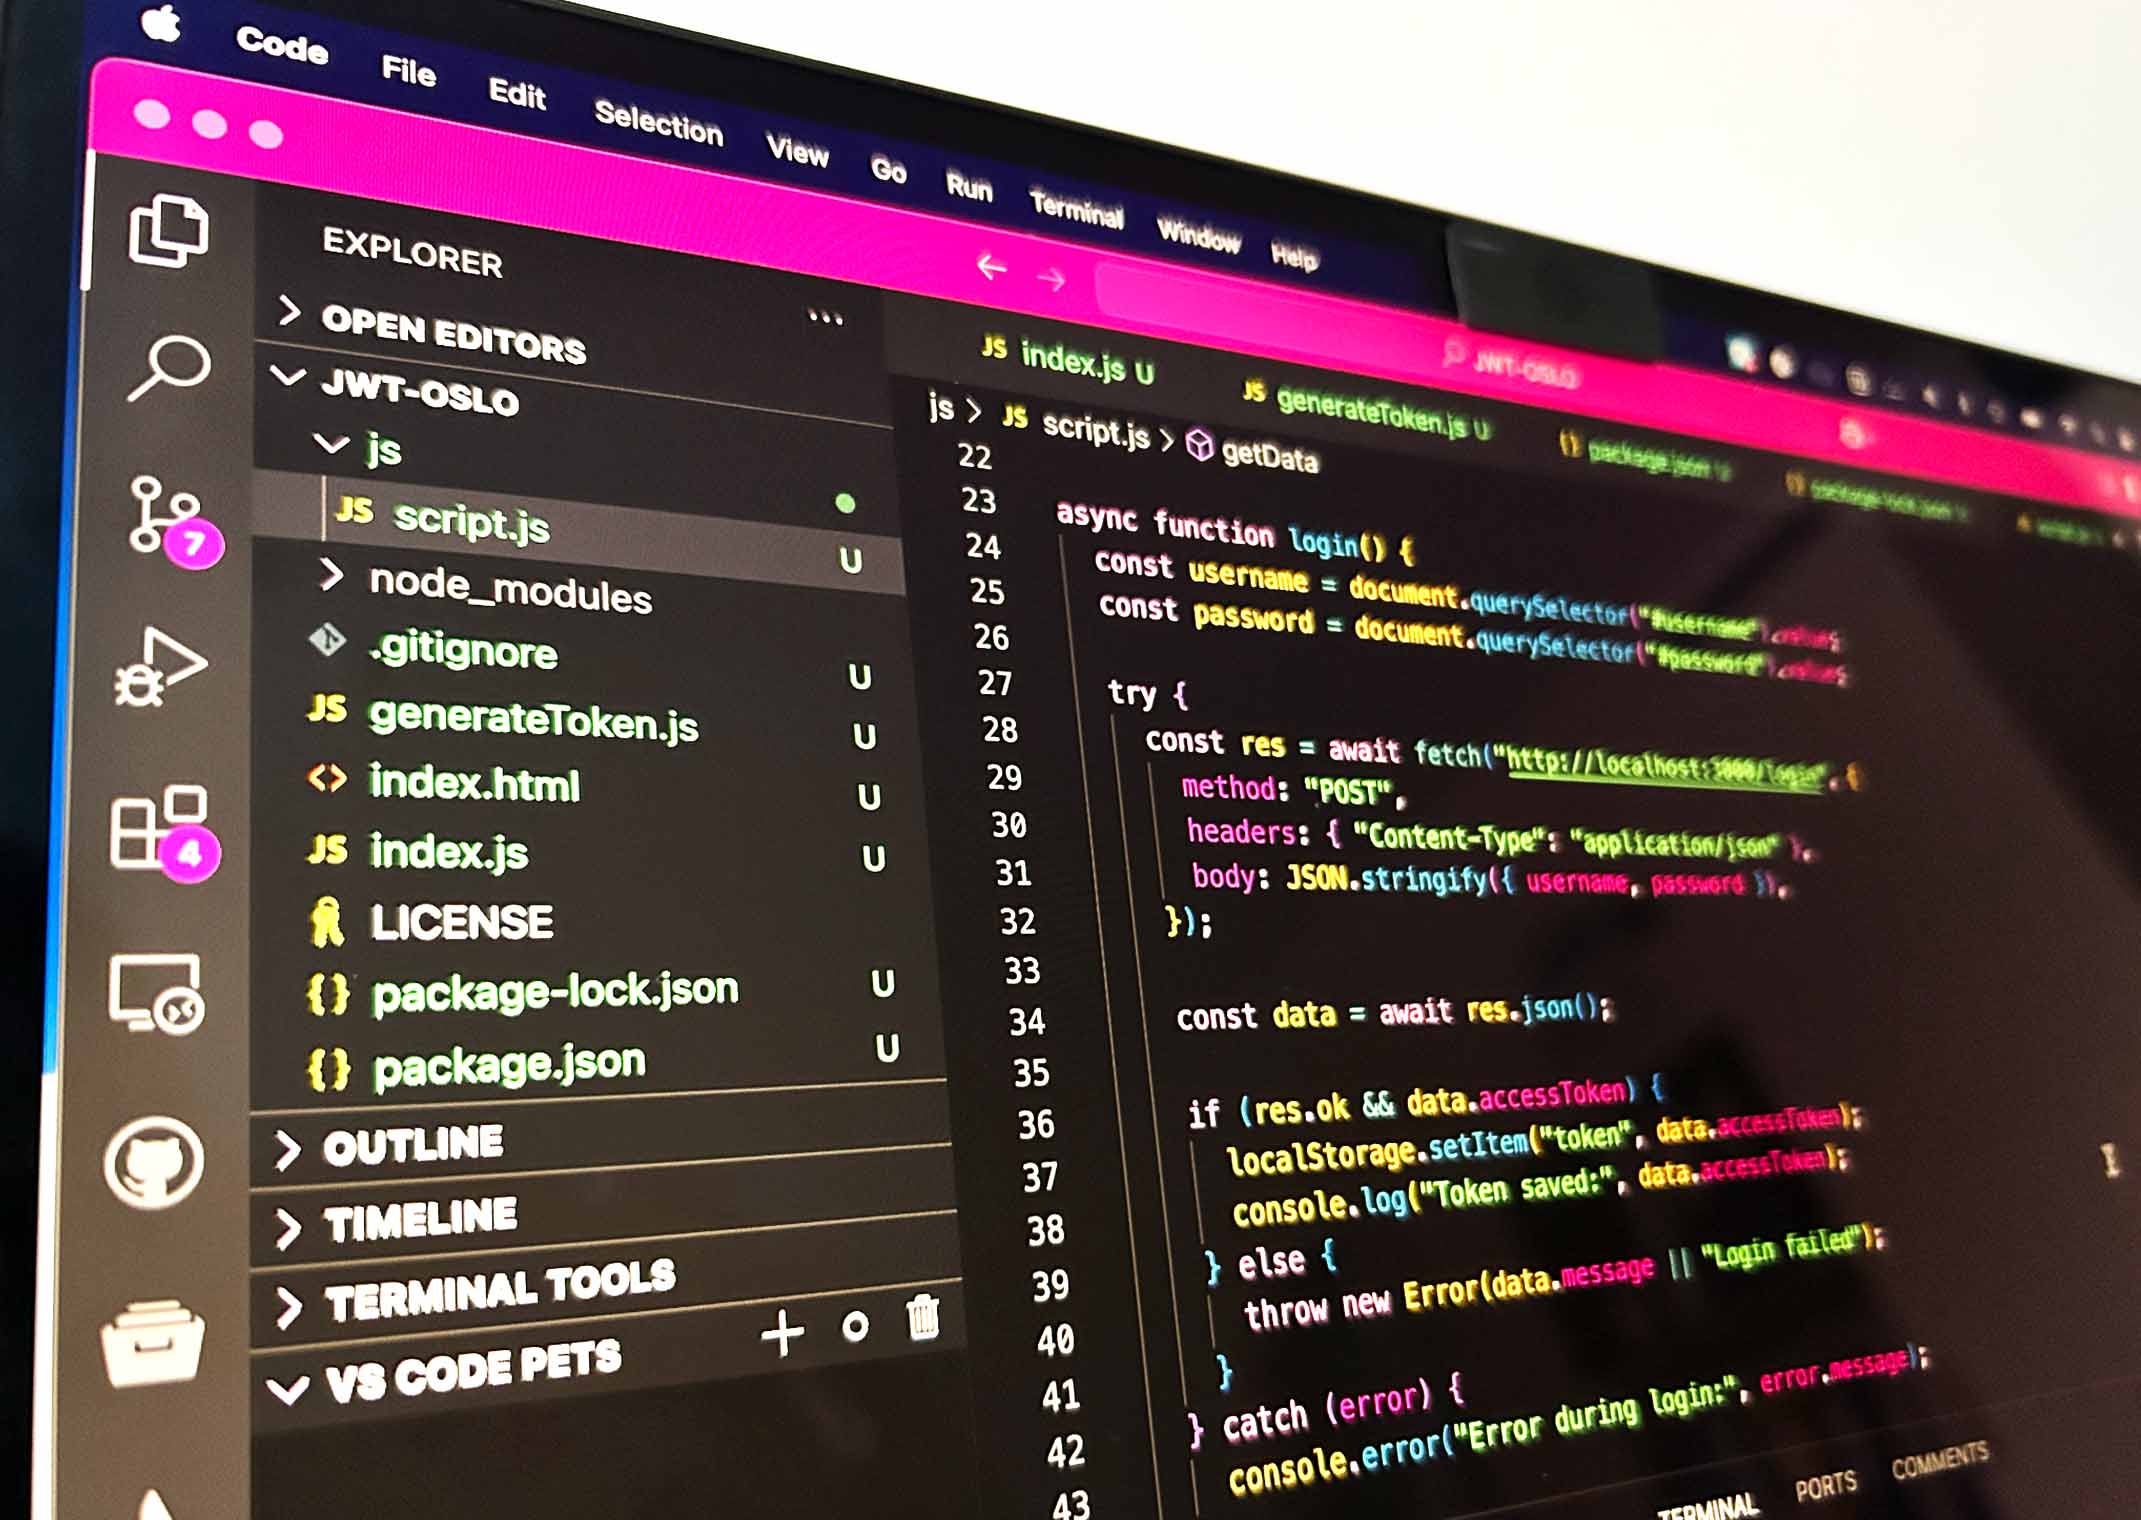 Code File Edit Selection View Go Run Terminal Window Help
JWT-OSLO
EXPLORER
OPEN EDITORS
JWT-OSLO
js
JS script.js
U
node_modules
.gitignore U
JS generateToken.js U
<> index.html U
JS index.js U
LICENSE
{} package-lock.json U
{} package.json U
OUTLINE
TIMELINE
TERMINAL TOOLS
VS CODE PETS
7
4
JS index.js U
JS generateToken.js U
{} package.json U
{} package-lock.json
js > JS script.js > getData
22
23 async function login() {
24 const username = document.querySelector("#username").value;
25 const password = document.querySelector("#password").value;
26
27 try {
28 const res = await fetch("http://localhost:3000/login", {
29 method: "POST",
30 headers: { "Content-Type": "application/json" },
31 body: JSON.stringify({ username, password }),
32 });
33
34 const data = await res.json();
35
36 if (res.ok && data.accessToken) {
37 localStorage.setItem("token", data.accessToken);
38 console.log("Token saved:", data.accessToken);
39 } else {
40 throw new Error(data.message || "Login failed");
41 }
42 } catch (error) {
43 console.error("Error during login:", error.message);
TERMINAL PORTS COMMENTS